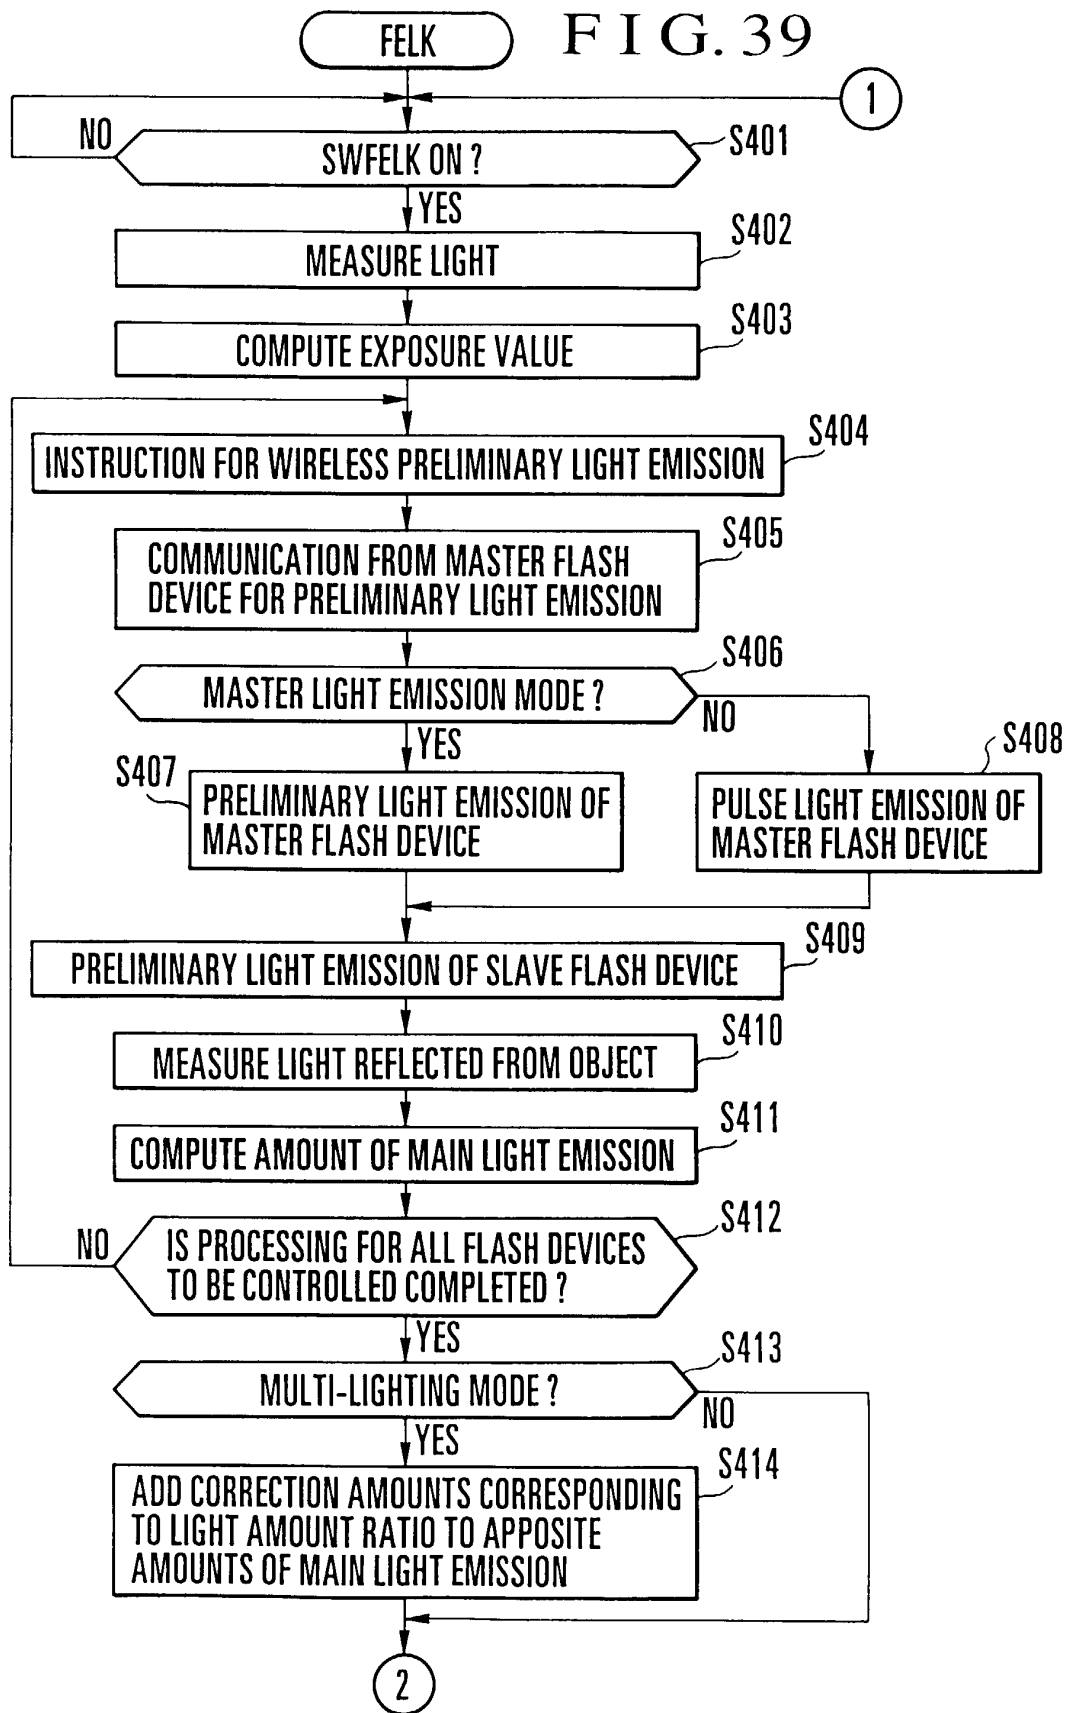 FELK
FIG. 39
1
NO
SWFELK ON ?
S401
YES
S402
MEASURE LIGHT
S403
COMPUTE EXPOSURE VALUE
S404
INSTRUCTION FOR WIRELESS PRELIMINARY LIGHT EMISSION
S405
COMMUNICATION FROM MASTER FLASH
DEVICE FOR PRELIMINARY LIGHT EMISSION
S406
MASTER LIGHT EMISSION MODE ?
NO
YES
S407
PRELIMINARY LIGHT EMISSION OF
MASTER FLASH DEVICE
S408
PULSE LIGHT EMISSION OF
MASTER FLASH DEVICE
S409
PRELIMINARY LIGHT EMISSION OF SLAVE FLASH DEVICE
S410
MEASURE LIGHT REFLECTED FROM OBJECT
S411
COMPUTE AMOUNT OF MAIN LIGHT EMISSION
S412
NO
IS PROCESSING FOR ALL FLASH DEVICES
TO BE CONTROLLED COMPLETED ?
YES
S413
MULTI-LIGHTING MODE ?
NO
YES
S414
ADD CORRECTION AMOUNTS CORRESPONDING
TO LIGHT AMOUNT RATIO TO APPOSITE
AMOUNTS OF MAIN LIGHT EMISSION
2